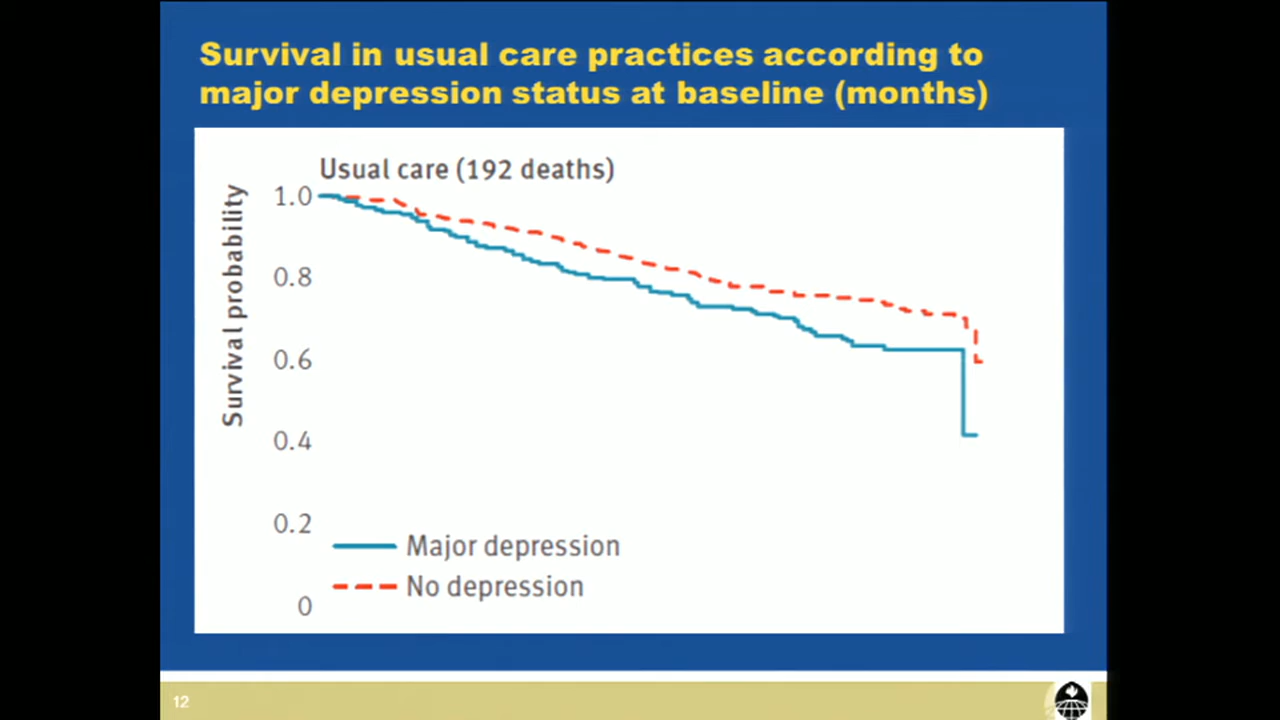 Survival in usual care practices according to
major depression status at baseline (months)
Usual care (192 deaths)
Survival probability
1.0
0.8
0.6
0.4
0.2
0
Major depression
No depression
12